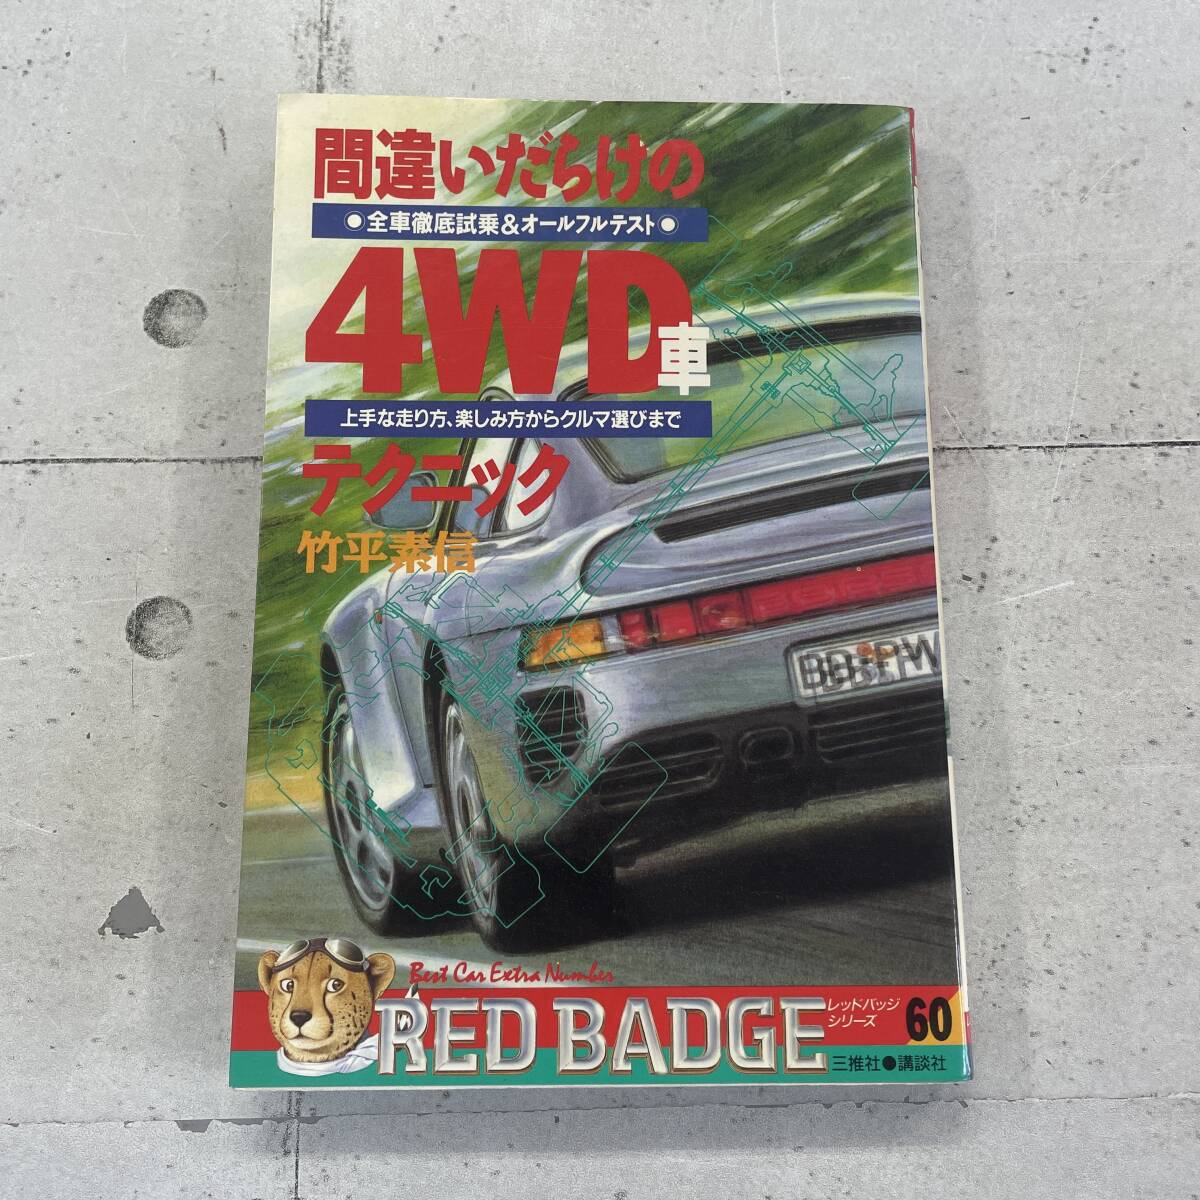 間違いだらけの
●全車徹底試乗&オールフルテスト●
4WD車
上手な走り方、楽しみ方からクルマ選びまで
テクニック
竹平素信
Best Car Extra Number
RED BADGE
レッドバッジ
シリーズ
60
三推社●講談社